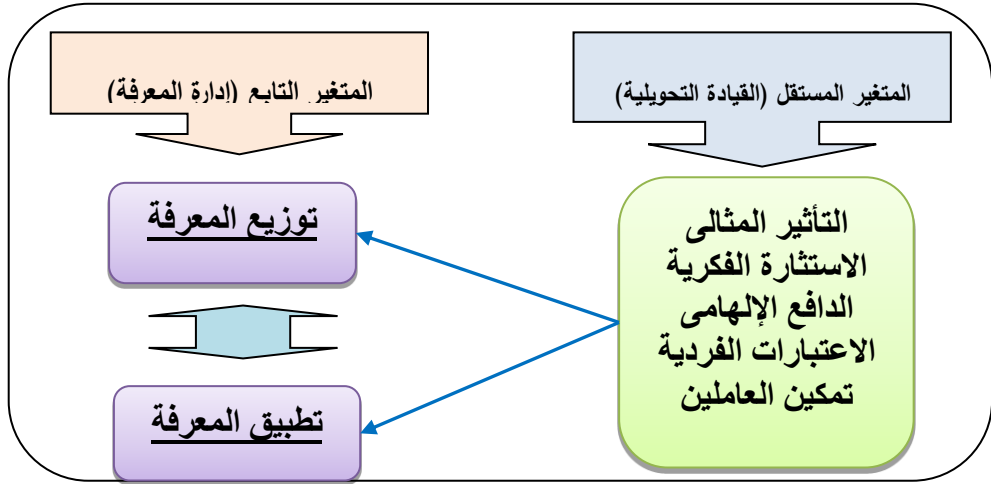 المتغير المستقل (القيادة التحويلية)
المتغير التابع (إدارة المعرفة)
التأثير المثالى
الاستثارة الفكرية
الدافع الإلهامى
الاعتبارات الفردية
تمكين العاملين
توزيع المعرفة
تطبيق المعرفة